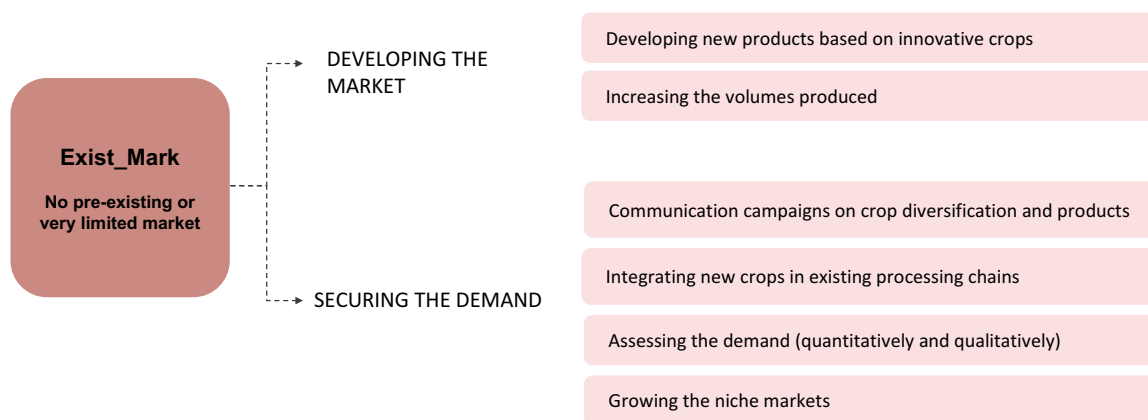 Exist_Mark
No pre-existing or
very limited market
DEVELOPING THE
MARKET
Developing new products based on innovative crops
Increasing the volumes produced
SECURING THE DEMAND
Communication campaigns on crop diversification and products
Integrating new crops in existing processing chains
Assessing the demand (quantitatively and qualitatively)
Growing the niche markets